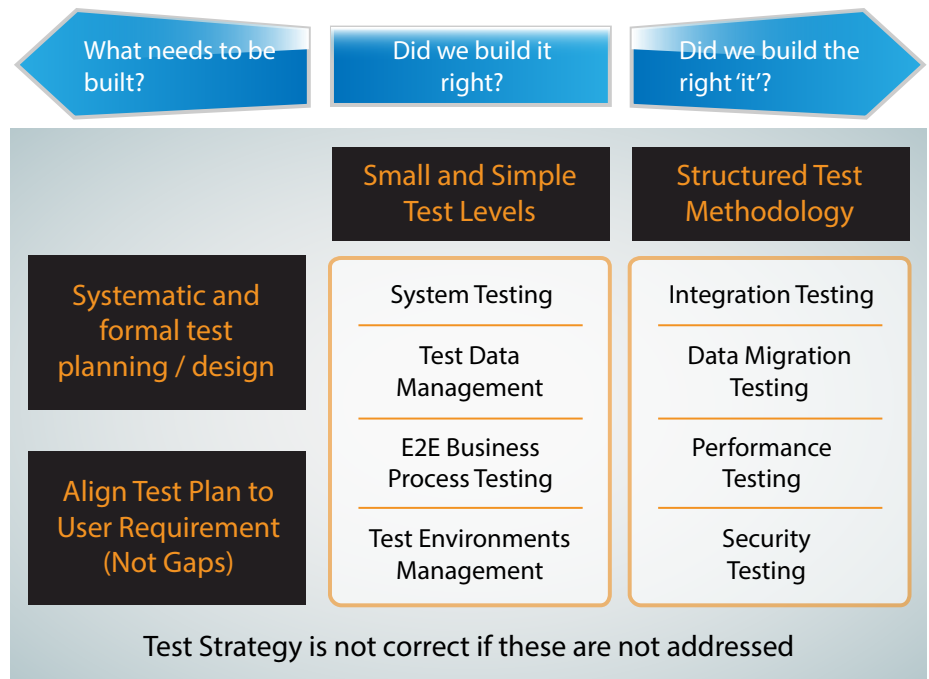 What needs to be
built?
Did we build it
right?
Did we build the
right ‘it’?
Small and Simple
Test Levels
Structured Test
Methodology
Systematic and
formal test
planning / design
Align Test Plan to
User Requirement
(Not Gaps)
System Testing
Test Data
Management
E2E Business
Process Testing
Test Environments
Management
Integration Testing
Data Migration
Testing
Performance
Testing
Security
Testing
Test Strategy is not correct if these are not addressed